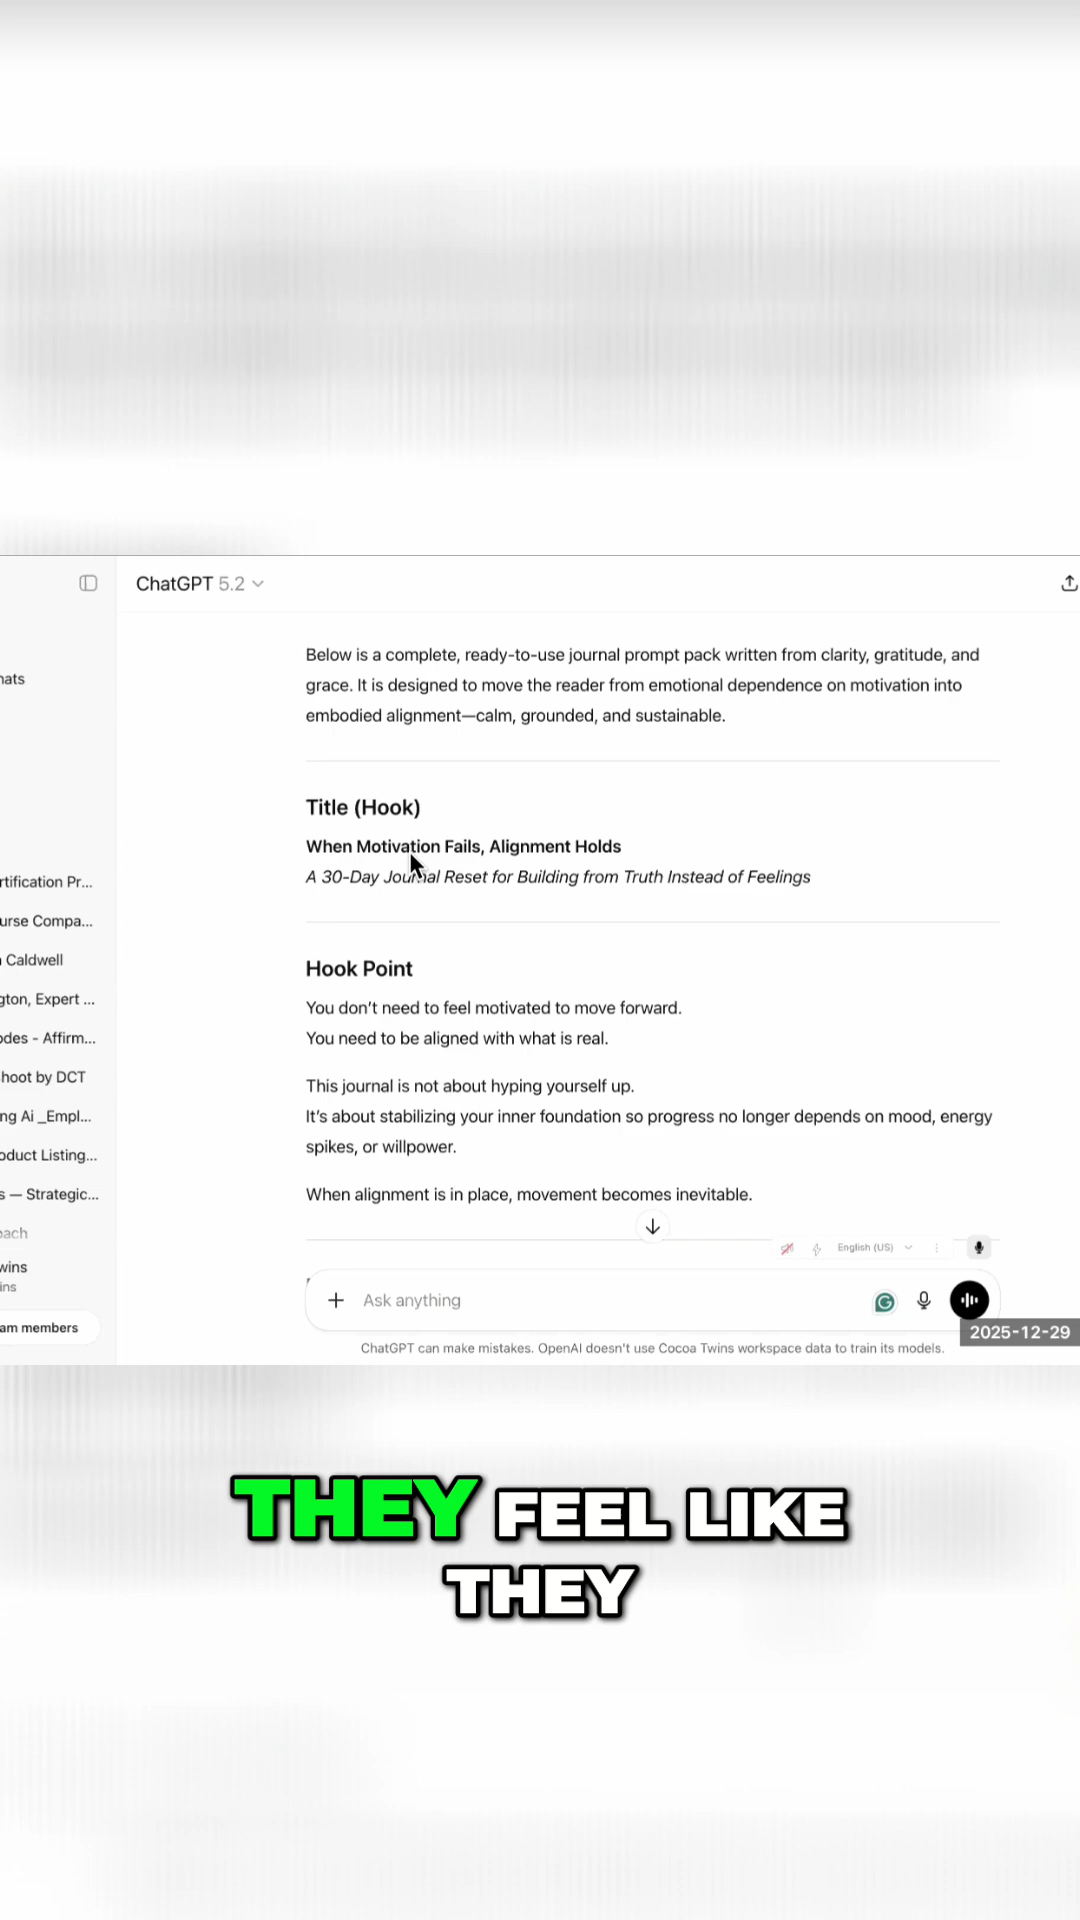 ChatGPT 5.2
hats
rtification Pr...
urse Compa...
Caldwell
gton, Expert ...
odes - Affirm...
hoot by DCT
ng Ai _Empl...
oduct Listing...
s — Strategic...
oach
wins
ins
am members
Below is a complete, ready-to-use journal prompt pack written from clarity, gratitude, and
grace. It is designed to move the reader from emotional dependence on motivation into
embodied alignment—calm, grounded, and sustainable.
Title (Hook)
When Motivation Fails, Alignment Holds
A 30-Day Journal Reset for Building from Truth Instead of Feelings
Hook Point
You don't need to feel motivated to move forward.
You need to be aligned with what is real.
This journal is not about hyping yourself up.
It's about stabilizing your inner foundation so progress no longer depends on mood, energy
spikes, or willpower.
When alignment is in place, movement becomes inevitable.
English (US)
Ask anything
2025-12-29
ChatGPT can make mistakes. OpenAI doesn't use Cocoa Twins workspace data to train its models.
THEY FEEL LIKE
THEY